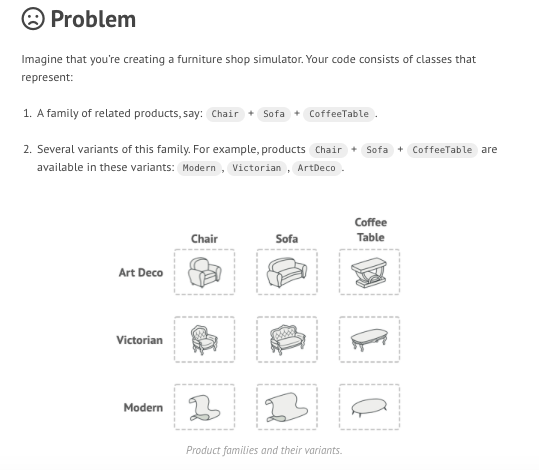 Problem
Imagine that you're creating a furniture shop simulator. Your code consists of classes that
represent:
1. A family of related products, say: Chair + Sofa + CoffeeTable .
2. Several variants of this family. For example, products Chair + Sofa + CoffeeTable are
available in these variants: Modern , Victorian , ArtDeco .
Chair Sofa Coffee
Table
Art Deco
Victorian
Modern
Product families and their variants.